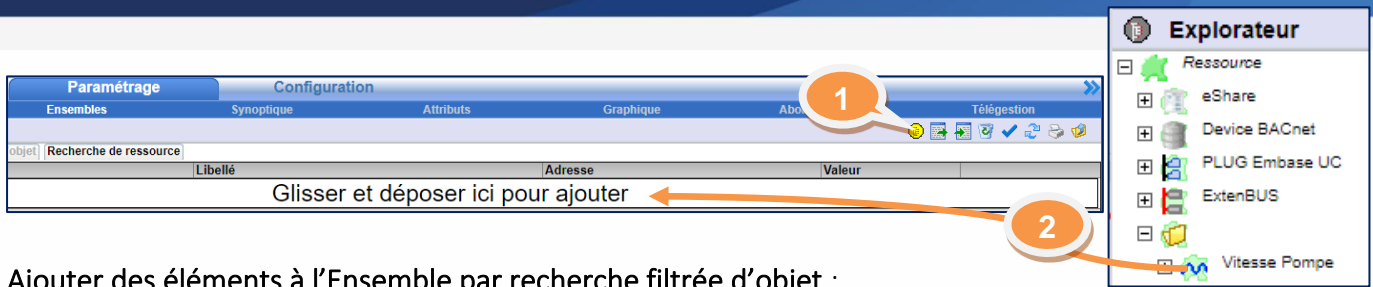 Paramétrage Configuration
Ensembles Synoptique Attributs Graphique Abo Télégestion
objet Recherche de ressource
Libellé Adresse Valeur
Glisser et déposer ici pour ajouter
1
2
Explorateur
Ressource
eShare
Device BACnet
PLUG Embase UC
ExtenBUS
Vitesse Pompe
Ajouter des éléments à l'Ensemble par recherche filtrée d'objet :